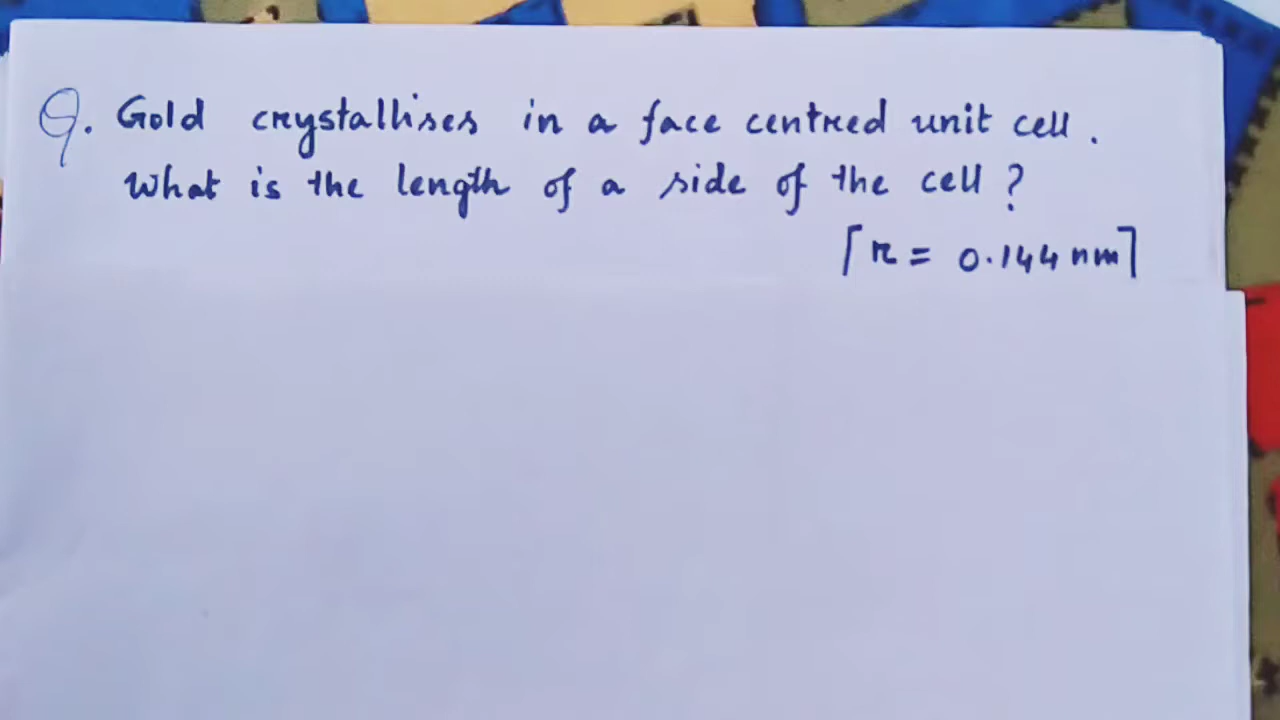 Q. Gold crystallises in a face centred unit cell.
What is the length of a side of the cell?
[r = 0.144 nm]